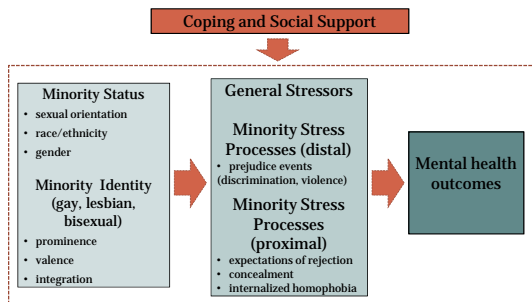 Coping and Social Support
Minority Status
• sexual orientation
• race/ethnicity
• gender
Minority Identity
(gay, lesbian,
bisexual)
• prominence
• valence
• integration
General Stressors
Minority Stress
Processes (distal)
• prejudice events
(discrimination, violence)
Minority Stress
Processes
(proximal)
• expectations of rejection
• concealment
• internalized homophobia
Mental health
outcomes